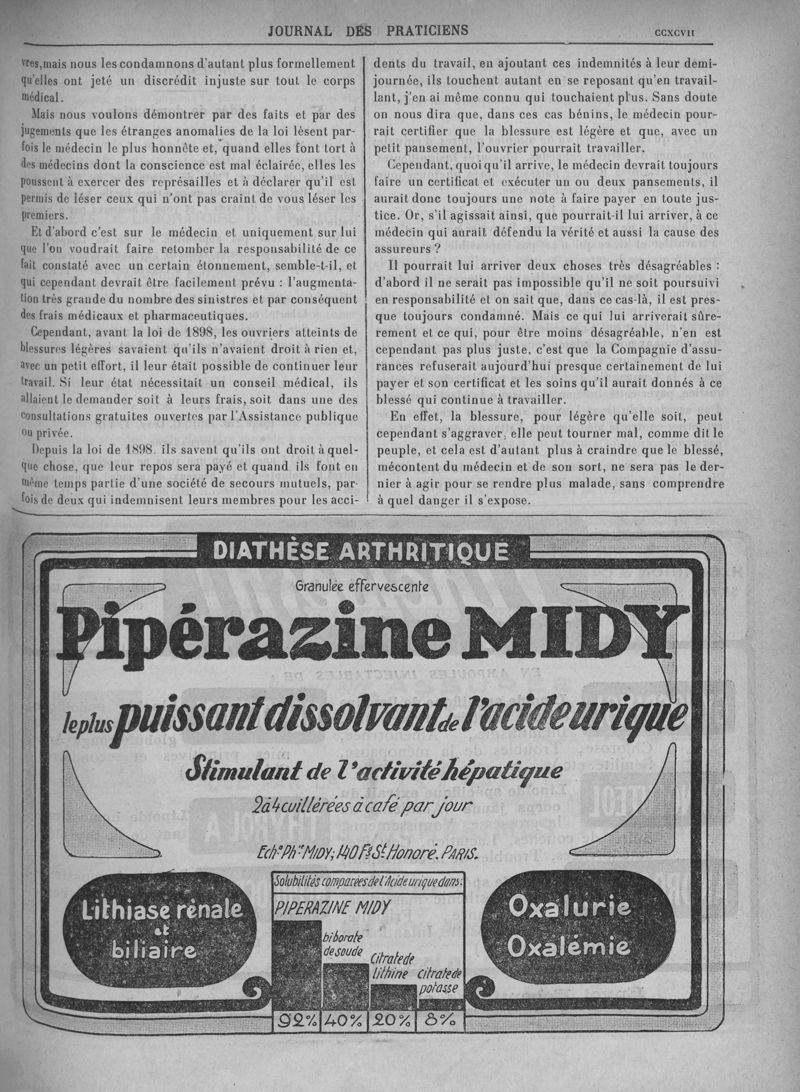 JOURNAL DES PRATICIENS
CCXCVII
vres, mais nous les condamnons d'autant plus formellement
qu'elles ont jeté un discrédit injuste sur tout le corps
médical.
Mais nous voulons démontrer par des faits et par des
jugements que les étranges anomalies de la loi lèsent par-
fois le médecin le plus honnête et, quand elles font tort à
des médecins dont la conscience est mal éclairée, elles les
poussent à exercer des représailles et à déclarer qu'il est
permis de léser ceux qui n'ont pas craint de vous léser les
premiers.
Et d'abord c'est sur le médecin et uniquement sur lui
que l'on voudrait faire retomber la responsabilité de ce
fait constaté avec un certain étonnement, semble-t-il, et
qui cependant devrait être facilement prévu : l'augmenta-
tion très grande du nombre des sinistres et par conséquent
des frais médicaux et pharmaceutiques.
Cependant, avant la loi de 1898, les ouvriers atteints de
blessures légères savaient qu'ils n'avaient droit à rien et,
avec un petit effort, il leur était possible de continuer leur
travail. Si leur état nécessitait un conseil médical, ils
allaient le demander soit à leurs frais, soit dans une des
consultations gratuites ouvertes par l'Assistance publique
ou privée.
Depuis la loi de 1898, ils savent qu'ils ont droit à quel-
que chose, que leur repos sera payé et quand ils font en
même temps partie d'une société de secours mutuels, par-
fois de deux qui indemnisent leurs membres pour les acci-
dents du travail, en ajoutant ces indemnités à leur demi-
journée, ils touchent autant en se reposant qu'en travail-
lant, j'en ai même connu qui touchaient plus. Sans doute
on nous dira que, dans ces cas bénins, le médecin pour-
rait certifier que la blessure est légère et que, avec un
petit pansement, l'ouvrier pourrait travailler.
Cependant, quoi qu'il arrive, le médecin devrait toujours
faire un certificat et exécuter un ou deux pansements, il
aurait donc toujours une note à faire payer en toute jus-
tice. Or, s'il agissait ainsi, que pourrait-il lui arriver, à ce
médecin qui aurait défendu la vérité et aussi la cause des
assureurs ?
Il pourrait lui arriver deux choses très désagréables :
d'abord il ne serait pas impossible qu'il ne soit poursuivi
en responsabilité et on sait que, dans ce cas-là, il est pres-
que toujours condamné. Mais ce qui lui arriverait sûre-
rement et ce qui, pour être moins désagréable, n'en est
cependant pas plus juste, c'est que la Compagnie d'assu-
rances refuserait aujourd'hui presque certainement de lui
payer et son certificat et les soins qu'il aurait donnés à ce
blessé qui continue à travailler.
En effet, la blessure, pour légère qu'elle soit, peut
cependant s'aggraver, elle peut tourner mal, comme dit le
peuple, et cela est d'autant plus à craindre que le blessé,
mécontent du médecin et de son sort, ne sera pas le der-
nier à agir pour se rendre plus malade, sans comprendre
à quel danger il s'expose.
DIATHÈSE ARTHRITIQUE
Granulée effervescente
Pipérazine MIDY
le plus puissant dissolvant de l'acide urique
Stimulant de l'activité hépatique
2 à 4 cuillérées à café par jour
Echon Phie MIDY, 140 Fg St Honoré, PARIS.
Lithiase rénale
et
biliaire
Solubilités comparées de l'Acide urique dans:
PIPERAZINE MIDY
biborate
de soude
Citrate de
lithine
citrate de
potasse
92% 40% 20% 8%
Oxalurie
Oxalémie